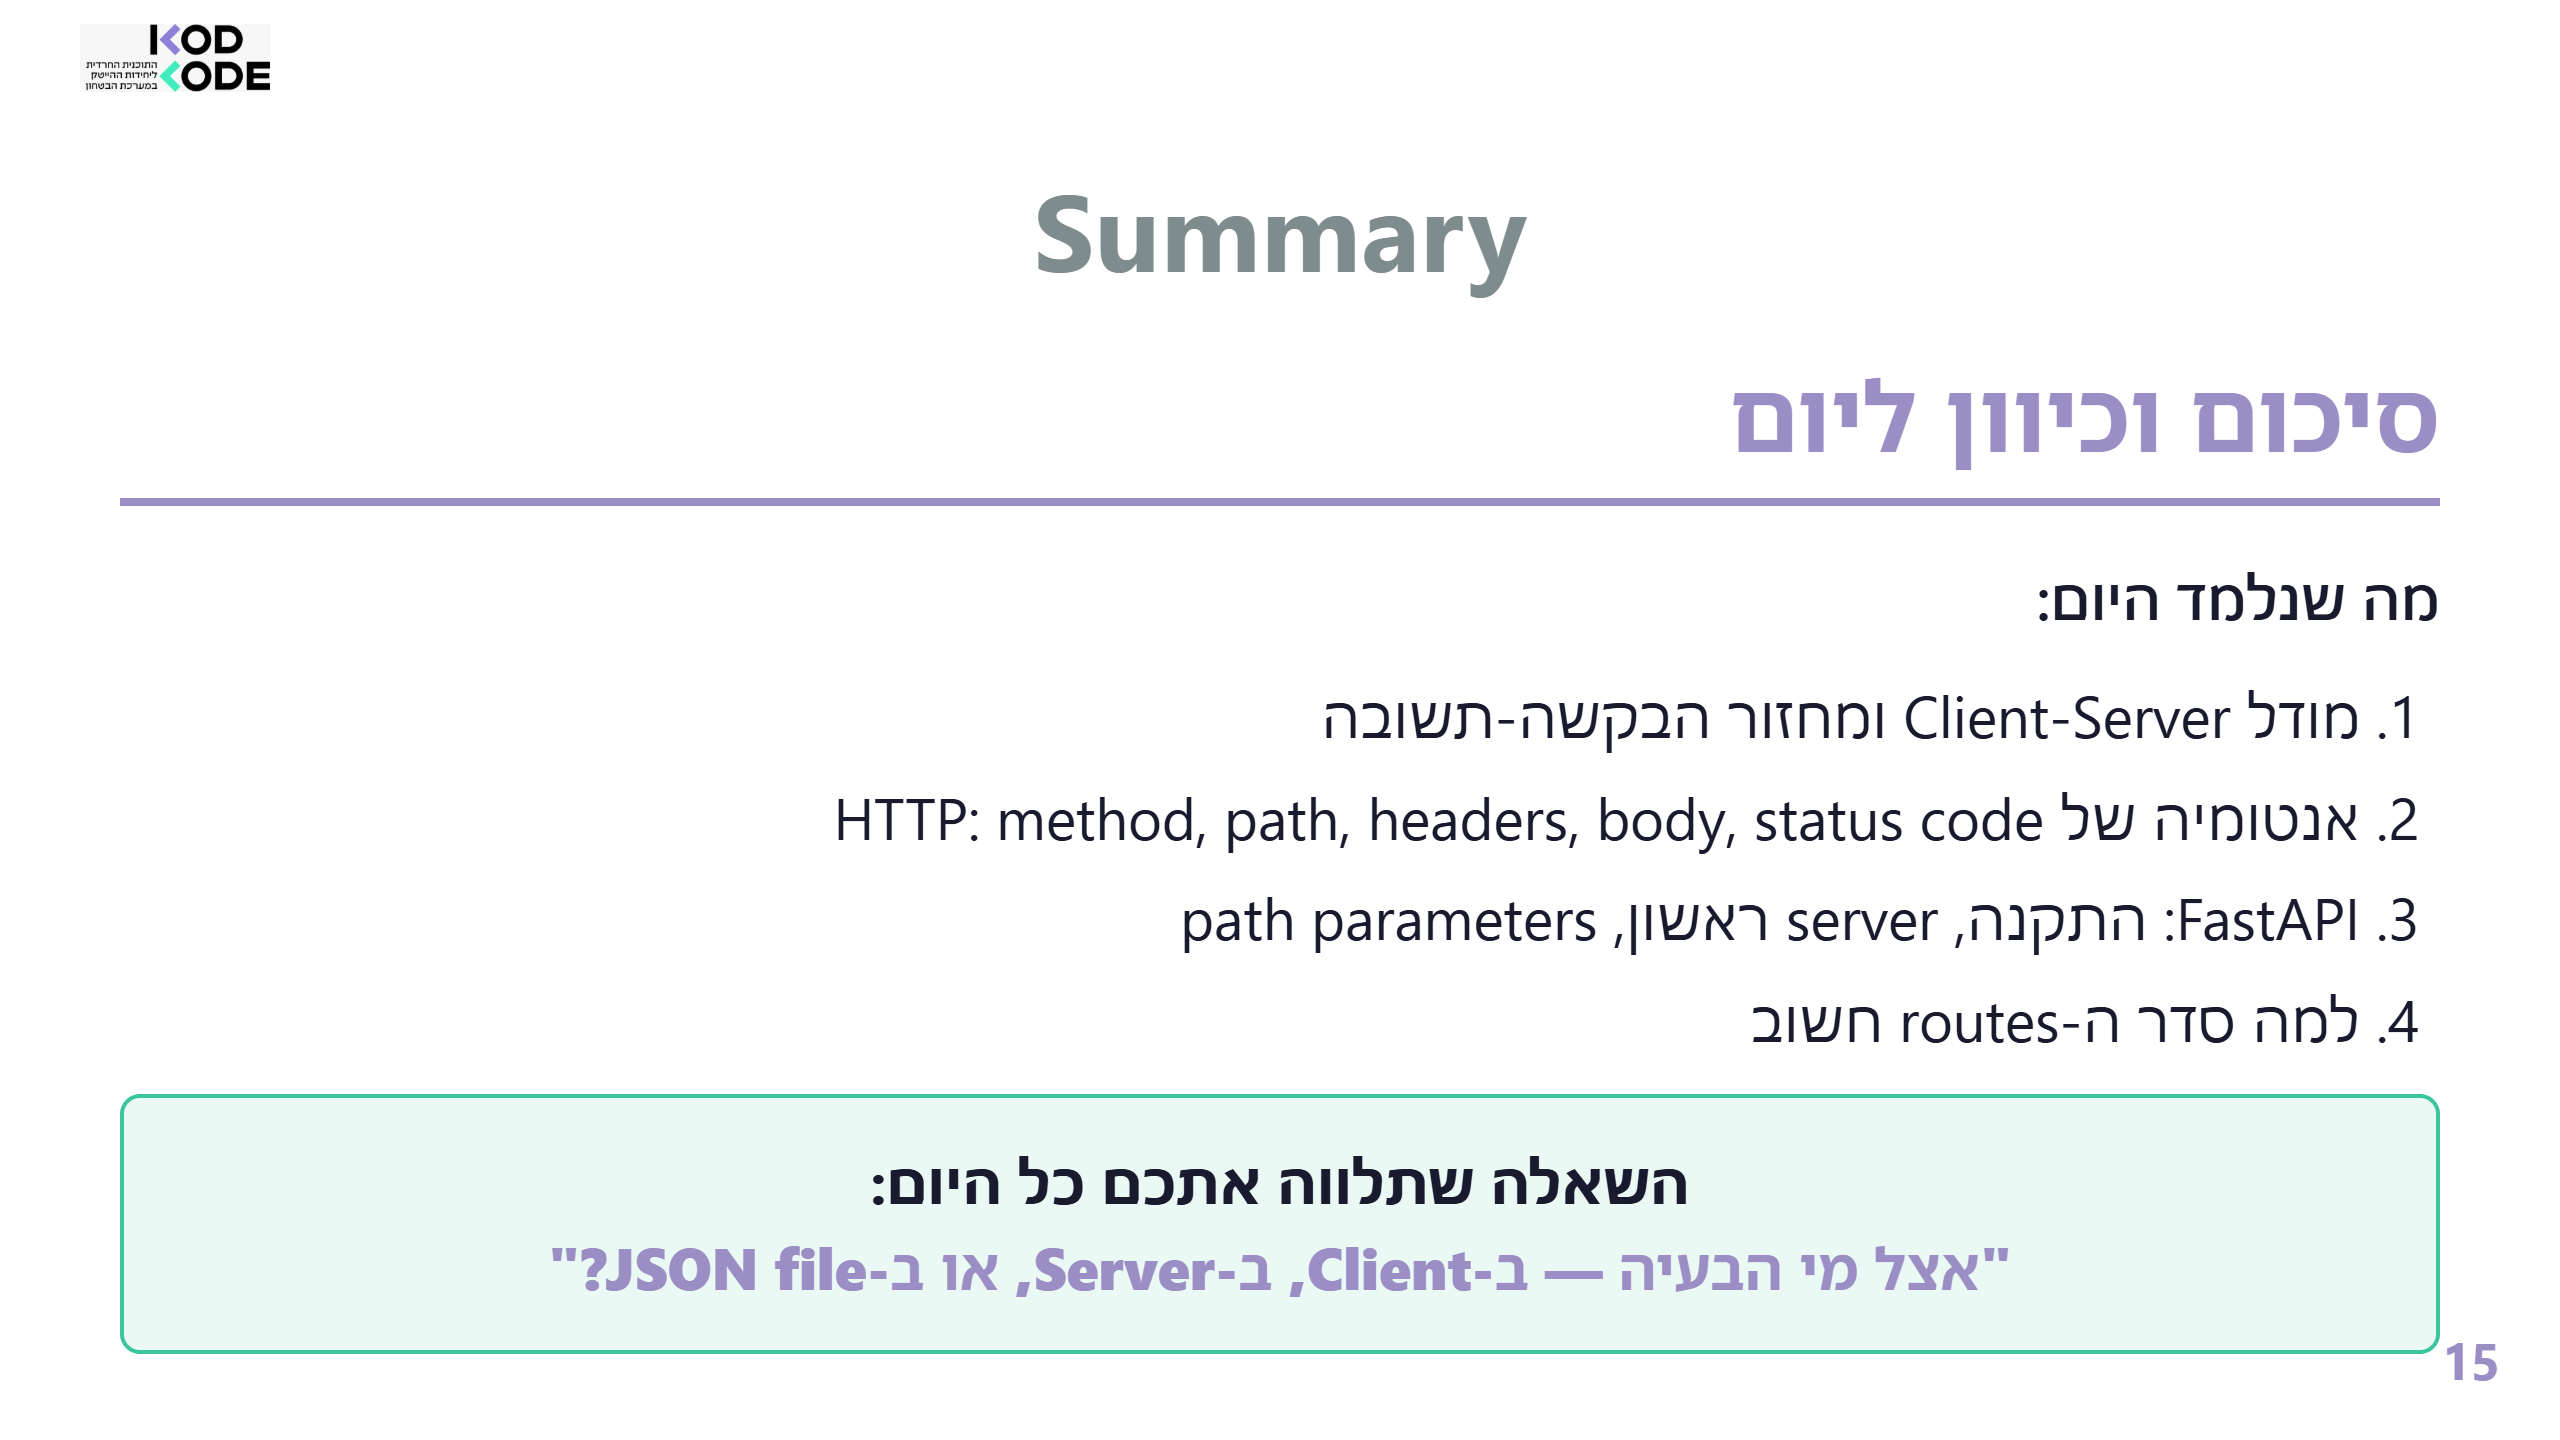 KOD
KODE
התוכנית החרדית
ליחידות ההייטק
במערכת הבטחון
Summary
סיכום וכיוון ליום
מה שנלמד היום:
1. מודל Client-Server ומחזור הבקשה-תשובה
2. אנטומיה של HTTP: method, path, headers, body, status code
3. FastAPI: התקנה, server ראשון, path parameters
4. למה סדר ה-routes חשוב
השאלה שתלווה אתכם כל היום:
"אצל מי הבעיה — ב-Client, ב-Server, או ב-JSON file?"
15